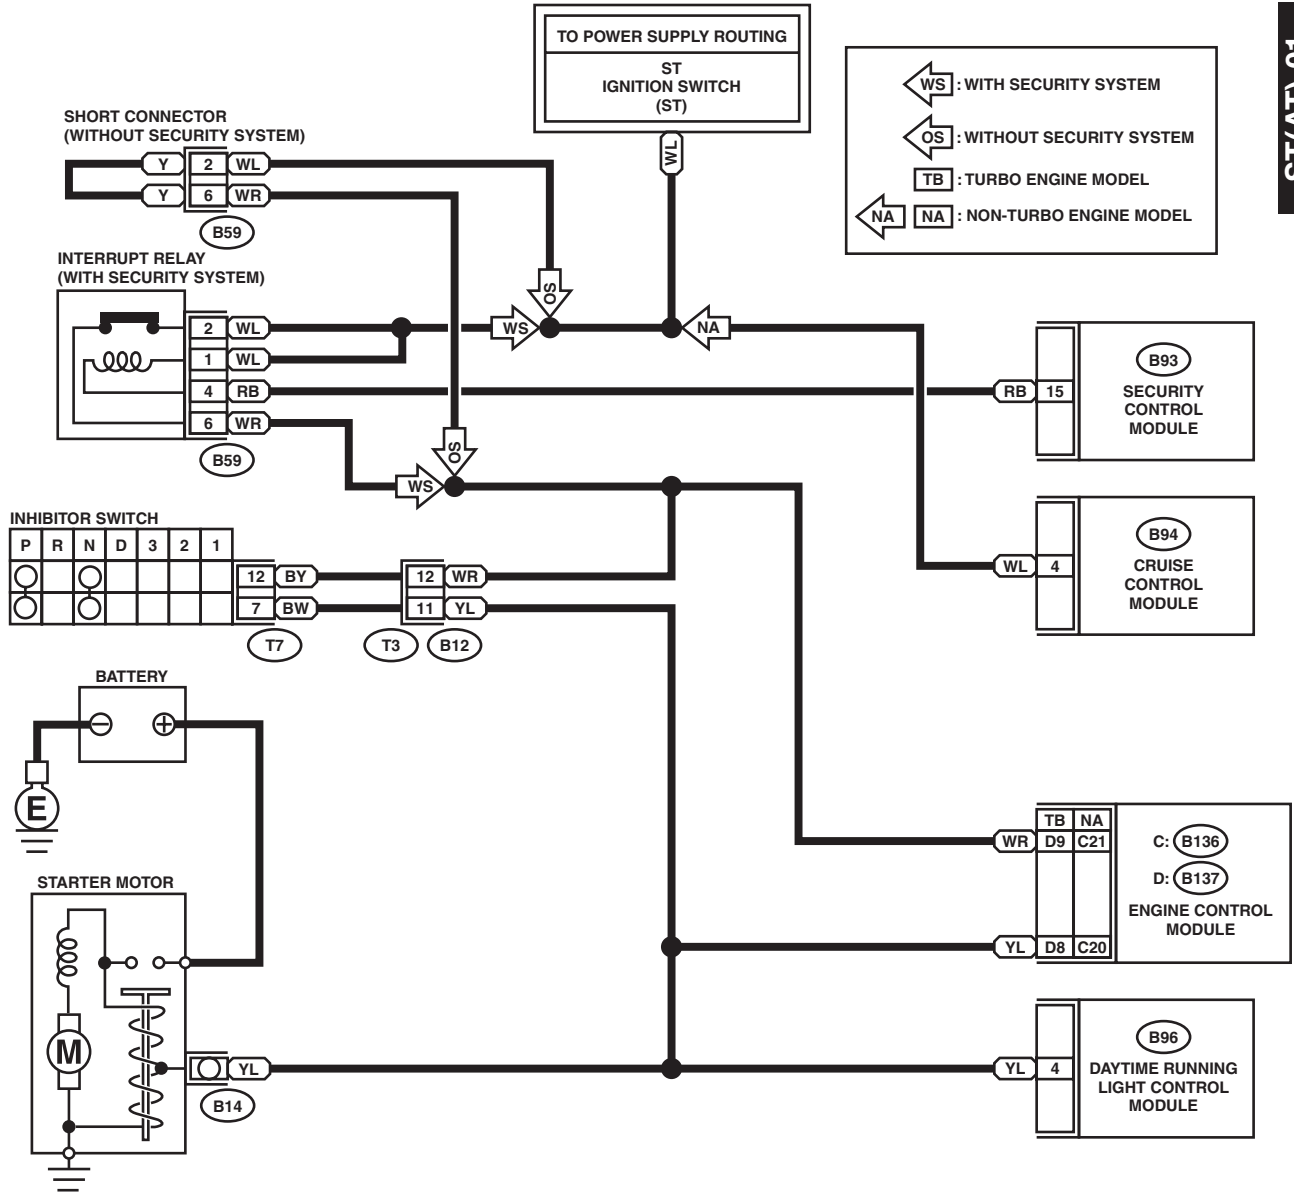 TO POWER SUPPLY ROUTING
ST
IGNITION SWITCH
(ST)
WL
WS : WITH SECURITY SYSTEM
OS : WITHOUT SECURITY SYSTEM
TB : TURBO ENGINE MODEL
NA NA : NON-TURBO ENGINE MODEL
SHORT CONNECTOR
(WITHOUT SECURITY SYSTEM)
Y 2 WL
Y 6 WR
B59
INTERRUPT RELAY
(WITH SECURITY SYSTEM)
2 WL
1 WL
4 RB
6 WR
B59
OS
WS
NA
OS
WS
RB 15
B93
SECURITY
CONTROL
MODULE
WL 4
B94
CRUISE
CONTROL
MODULE
INHIBITOR SWITCH
P R N D 3 2 1
12 BY 12 WR
7 BW 11 YL
T7 T3 B12
BATTERY
E
STARTER MOTOR
M
YL
B14
TB NA
WR D9 C21
YL D8 C20
C: B136
D: B137
ENGINE CONTROL
MODULE
YL 4
B96
DAYTIME RUNNING
LIGHT CONTROL
MODULE